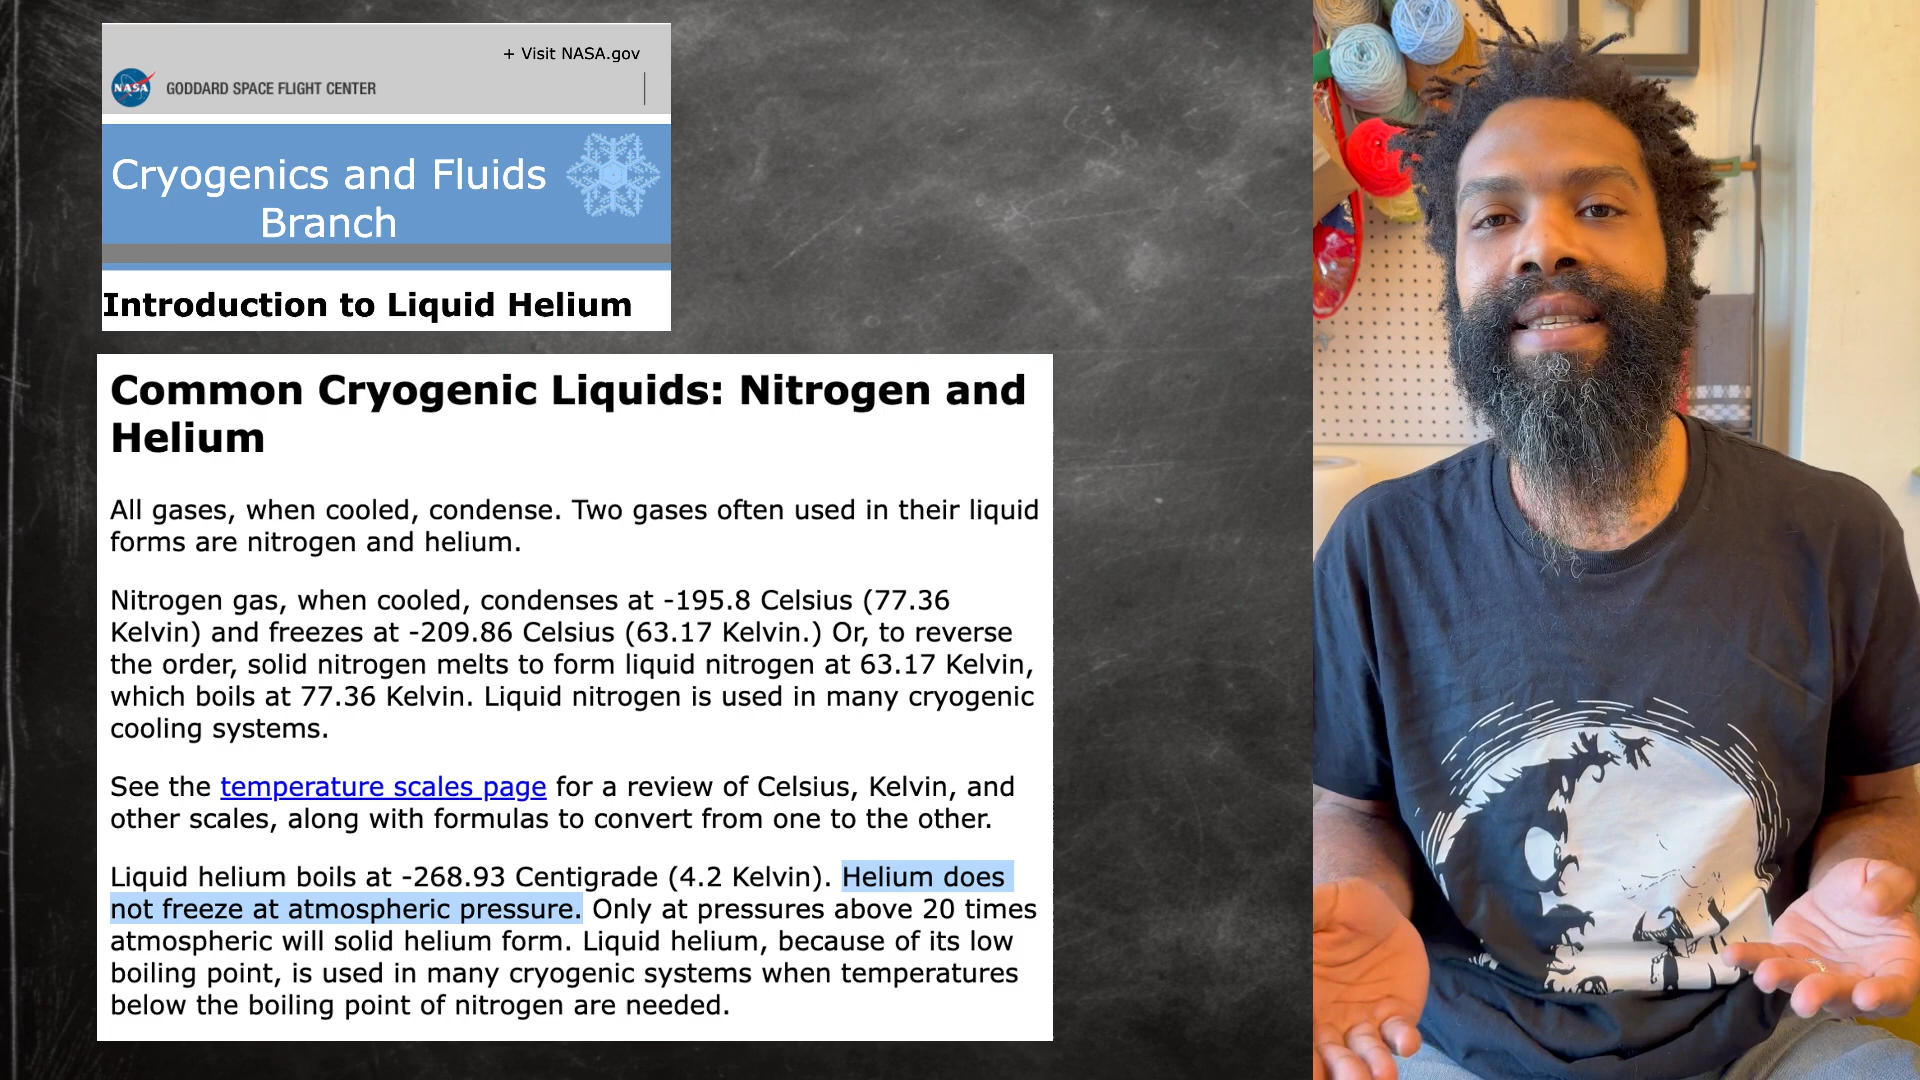 + Visit NASA.gov
NASA
GODDARD SPACE FLIGHT CENTER
Cryogenics and Fluids
Branch
Introduction to Liquid Helium
Common Cryogenic Liquids: Nitrogen and
Helium
All gases, when cooled, condense. Two gases often used in their liquid
forms are nitrogen and helium.
Nitrogen gas, when cooled, condenses at -195.8 Celsius (77.36
Kelvin) and freezes at -209.86 Celsius (63.17 Kelvin.) Or, to reverse
the order, solid nitrogen melts to form liquid nitrogen at 63.17 Kelvin,
which boils at 77.36 Kelvin. Liquid nitrogen is used in many cryogenic
cooling systems.
See the temperature scales page for a review of Celsius, Kelvin, and
other scales, along with formulas to convert from one to the other.
Liquid helium boils at -268.93 Centigrade (4.2 Kelvin). Helium does
not freeze at atmospheric pressure. Only at pressures above 20 times
atmospheric will solid helium form. Liquid helium, because of its low
boiling point, is used in many cryogenic systems when temperatures
below the boiling point of nitrogen are needed.